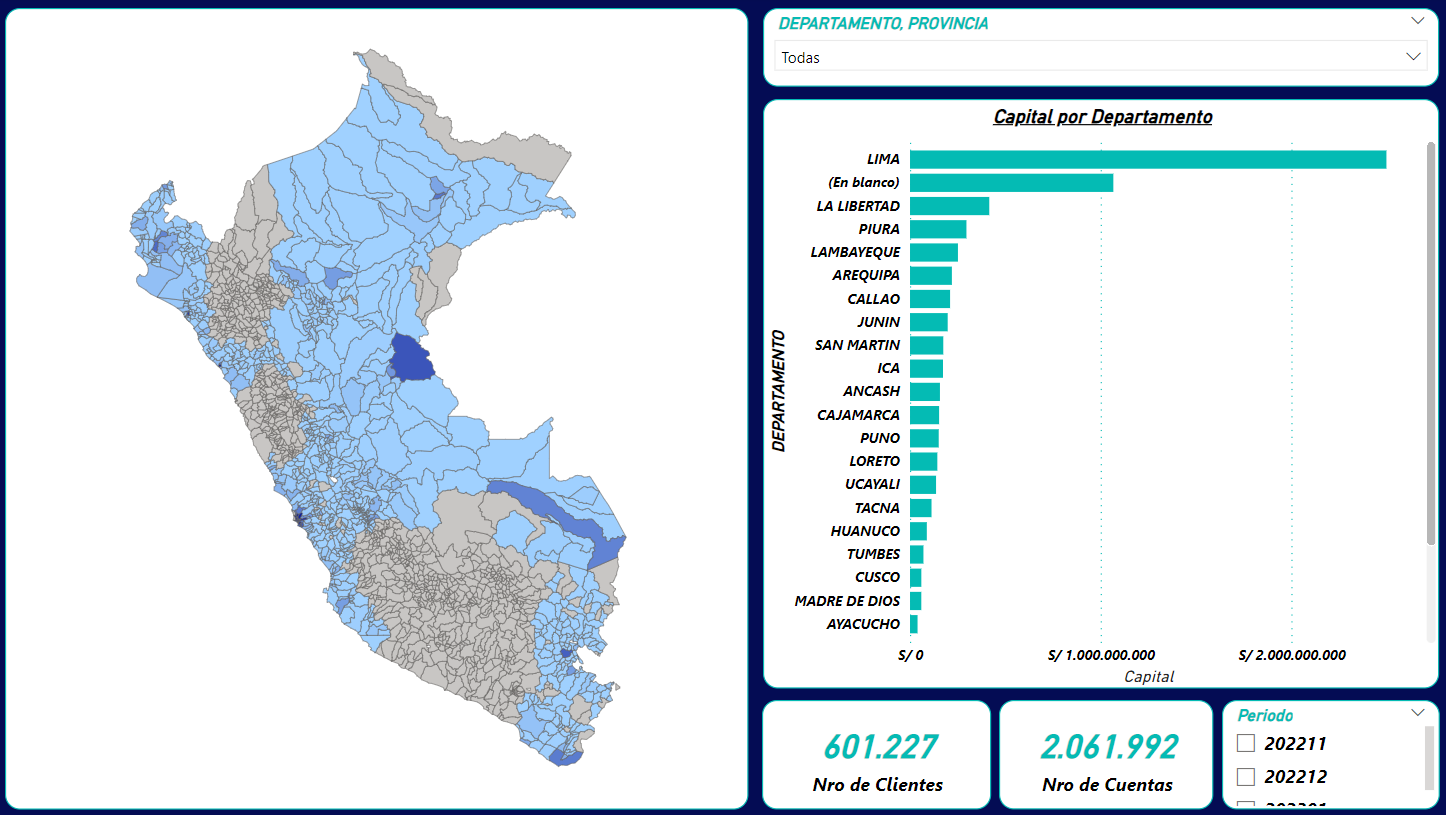 DEPARTAMENTO, PROVINCIA
Todas
Capital por Departamento
DEPARTAMENTO
LIMA
(En blanco)
LA LIBERTAD
PIURA
LAMBAYEQUE
AREQUIPA
CALLAO
JUNIN
SAN MARTIN
ICA
ANCASH
CAJAMARCA
PUNO
LORETO
UCAYALI
TACNA
HUANUCO
TUMBES
CUSCO
MADRE DE DIOS
AYACUCHO
S/ 0 S/ 1.000.000.000 S/ 2.000.000.000
Capital
601.227
Nro de Clientes
2.061.992
Nro de Cuentas
Periodo
202211
202212